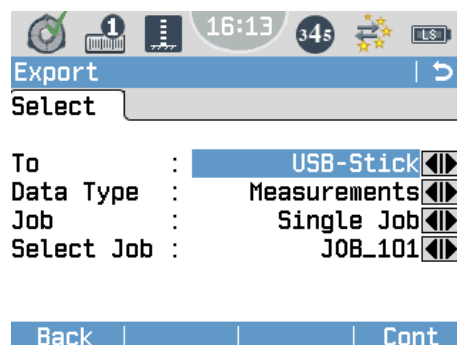 1 16:13 345 LS
Export
Select
To : USB-Stick
Data Type : Measurements
Job : Single Job
Select Job : JOB_101
Back Cont